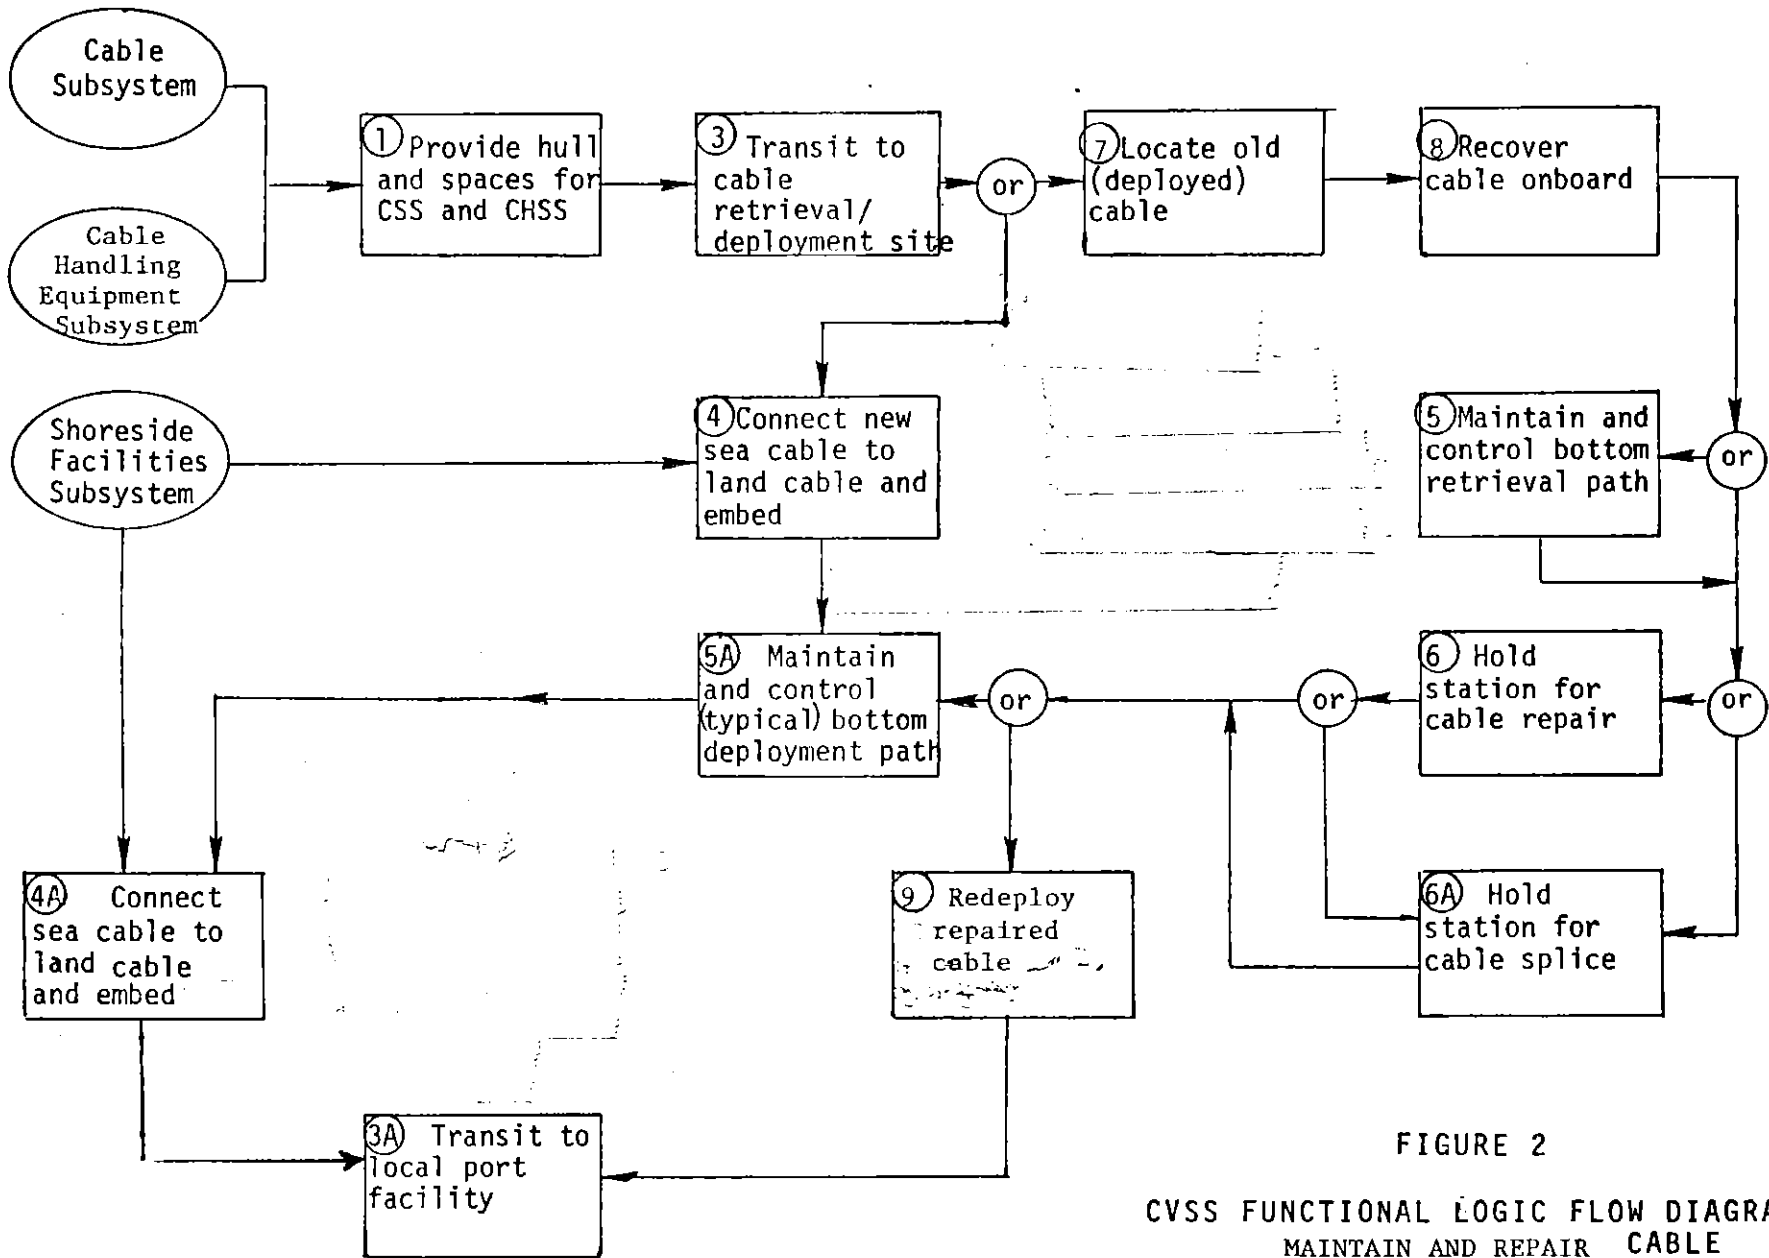 Cable
Subsystem
Cable
Handling
Equipment
Subsystem
1 Provide hull
and spaces for
CSS and CHSS
3 Transit to
cable
retrieval/
deployment site
or
7 Locate old
(deployed)
cable
8 Recover
cable onboard
Shoreside
Facilities
Subsystem
4 Connect new
sea cable to
land cable and
embed
5 Maintain and
control bottom
retrieval path
or
5A Maintain
and control
(typical) bottom
deployment path
or
or
6 Hold
station for
cable repair
or
4A Connect
sea cable to
land cable
and embed
9 Redeploy
repaired
cable
6A Hold
station for
cable splice
3A Transit to
local port
facility
FIGURE 2
CVSS FUNCTIONAL LOGIC FLOW DIAGRA
MAINTAIN AND REPAIR CABLE